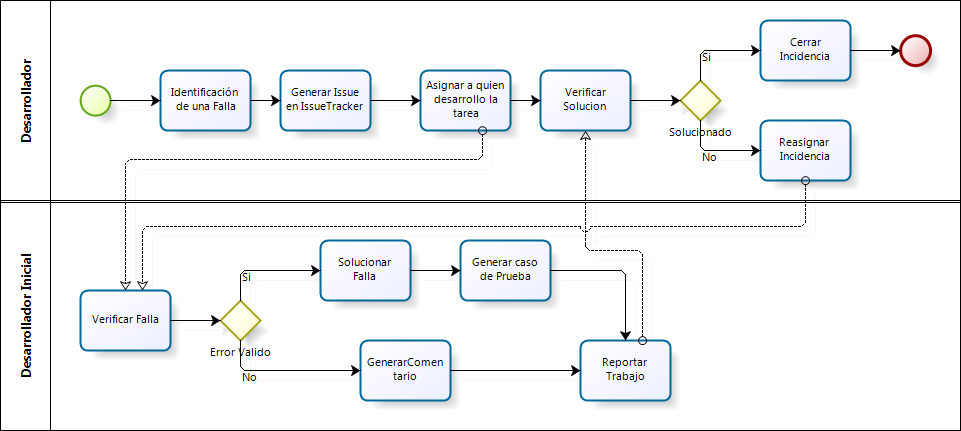 Desarrollador
Identificación
de una Falla
Generar Issue
en IssueTracker
Asignar a quien
desarrollo la
tarea
Verificar
Solucion
Solucionado
Si
Cerrar
Incidencia
No
Reasignar
Incidencia
Desarrollador Inicial
Verificar Falla
Error Valido
Si
Solucionar
Falla
Generar caso
de Prueba
No
GenerarComen
tario
Reportar
Trabajo